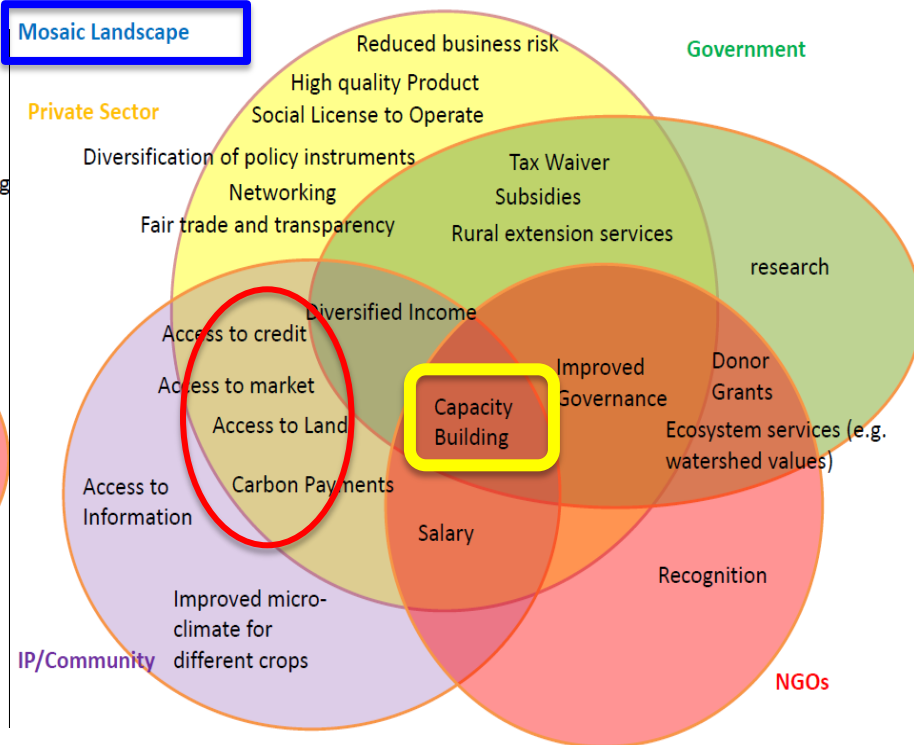 Mosaic Landscape
Reduced business risk
Government
High quality Product
Private Sector
Social License to Operate
Diversification of policy instruments
Tax Waiver
g
Networking
Subsidies
Fair trade and transparency
Rural extension services
research
Diversified Income
Access to credit
Access to market
Improved
Governance
Donor
Grants
Access to Land
Capacity
Building
Ecosystem services (e.g.
watershed values)
Access to
Information
Carbon Payments
Salary
Recognition
Improved micro-
climate for
different crops
IP/Community
NGOs